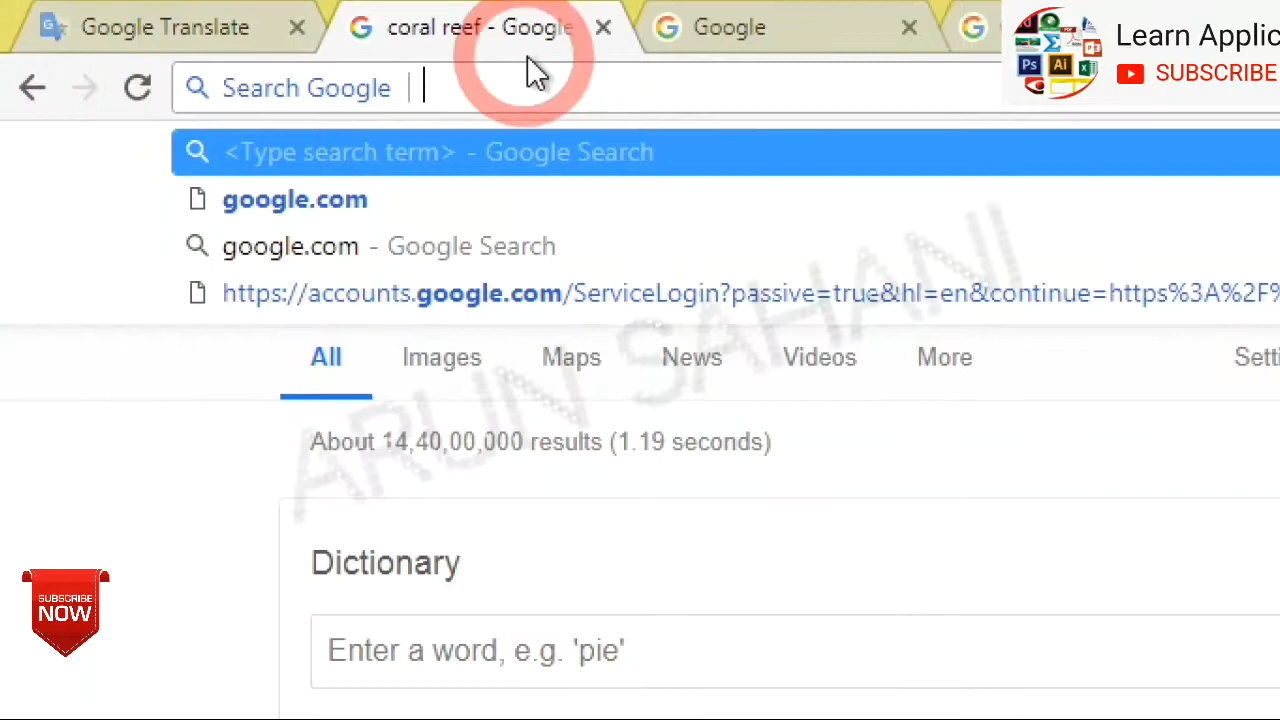 Google Translate
coral reef - Google
Google
Learn Applic
SUBSCRIBE
Search Google
<Type search term> - Google Search
google.com
google.com - Google Search
https://accounts.google.com/ServiceLogin?passive=true&hl=en&continue=https%3A%2F%
All Images Maps News Videos More Setti
ARUN SAHANI
About 14,40,00,000 results (1.19 seconds)
Dictionary
SUBSCRIBE
NOW
Enter a word, e.g. 'pie'